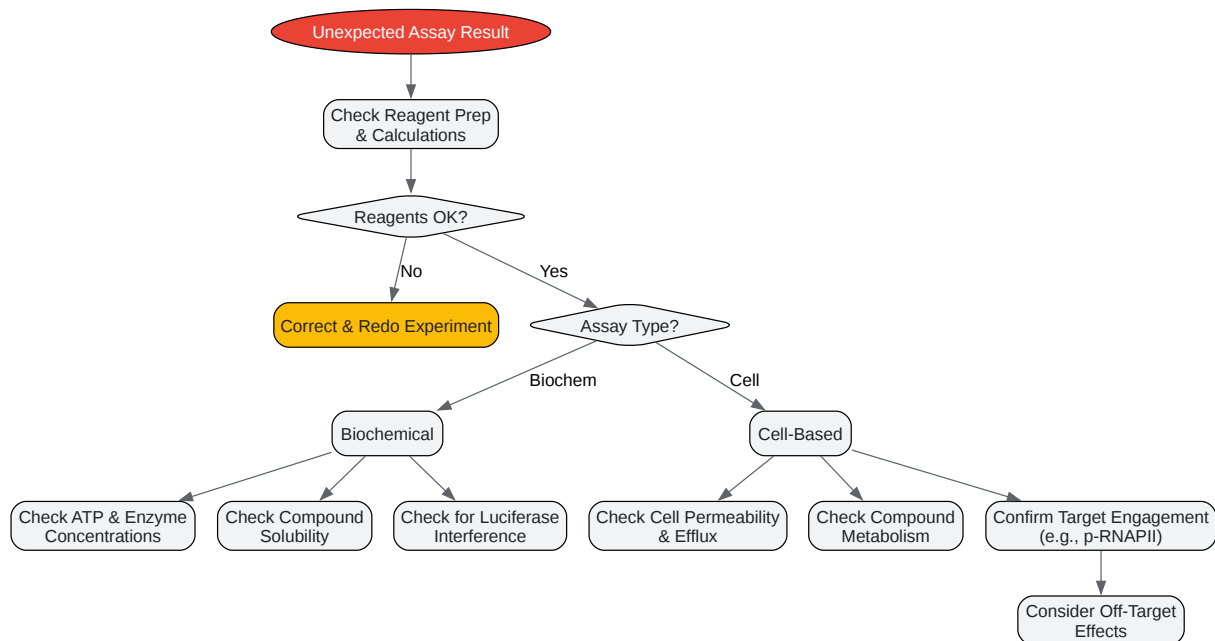 Unexpected Assay Result
Check Reagent Prep
& Calculations
Reagents OK?
No
Yes
Correct & Redo Experiment
Assay Type?
Biochem
Cell
Biochemical
Cell-Based
Check ATP & Enzyme
Concentrations
Check Compound
Solubility
Check for Luciferase
Interference
Check Cell Permeability
& Efflux
Check Compound
Metabolism
Confirm Target Engagement
(e.g., p-RNAPII)
Consider Off-Target
Effects